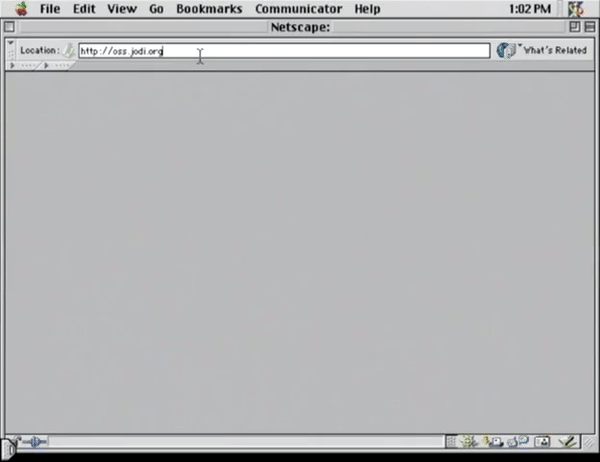 File Edit View Go Bookmarks Communicator Help 1:02 PM
Netscape:
Location: http://oss.jodi.org What's Related